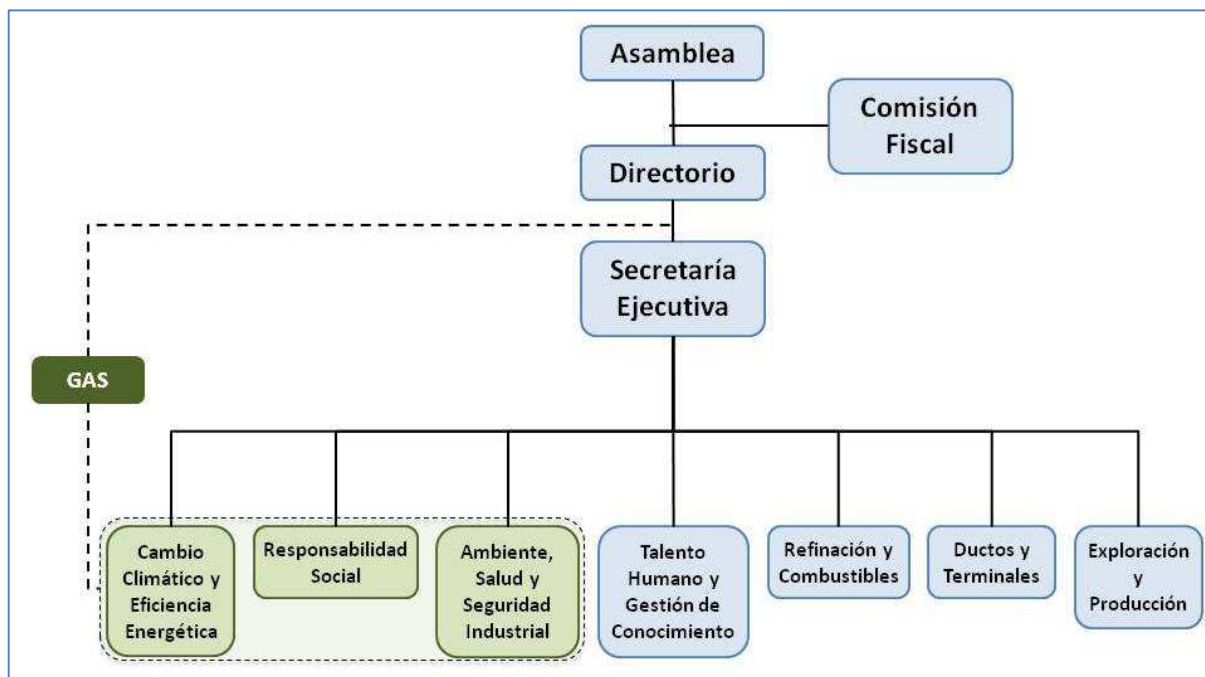 Asamblea
Comisión
Fiscal
Directorio
Secretaría
Ejecutiva
GAS
Cambio
Climático y
Eficiencia
Energética
Responsabilidad
Social
Ambiente,
Salud y
Seguridad
Industrial
Talento
Humano y
Gestión de
Conocimiento
Refinación y
Combustibles
Ductos y
Terminales
Exploración
y
Producción